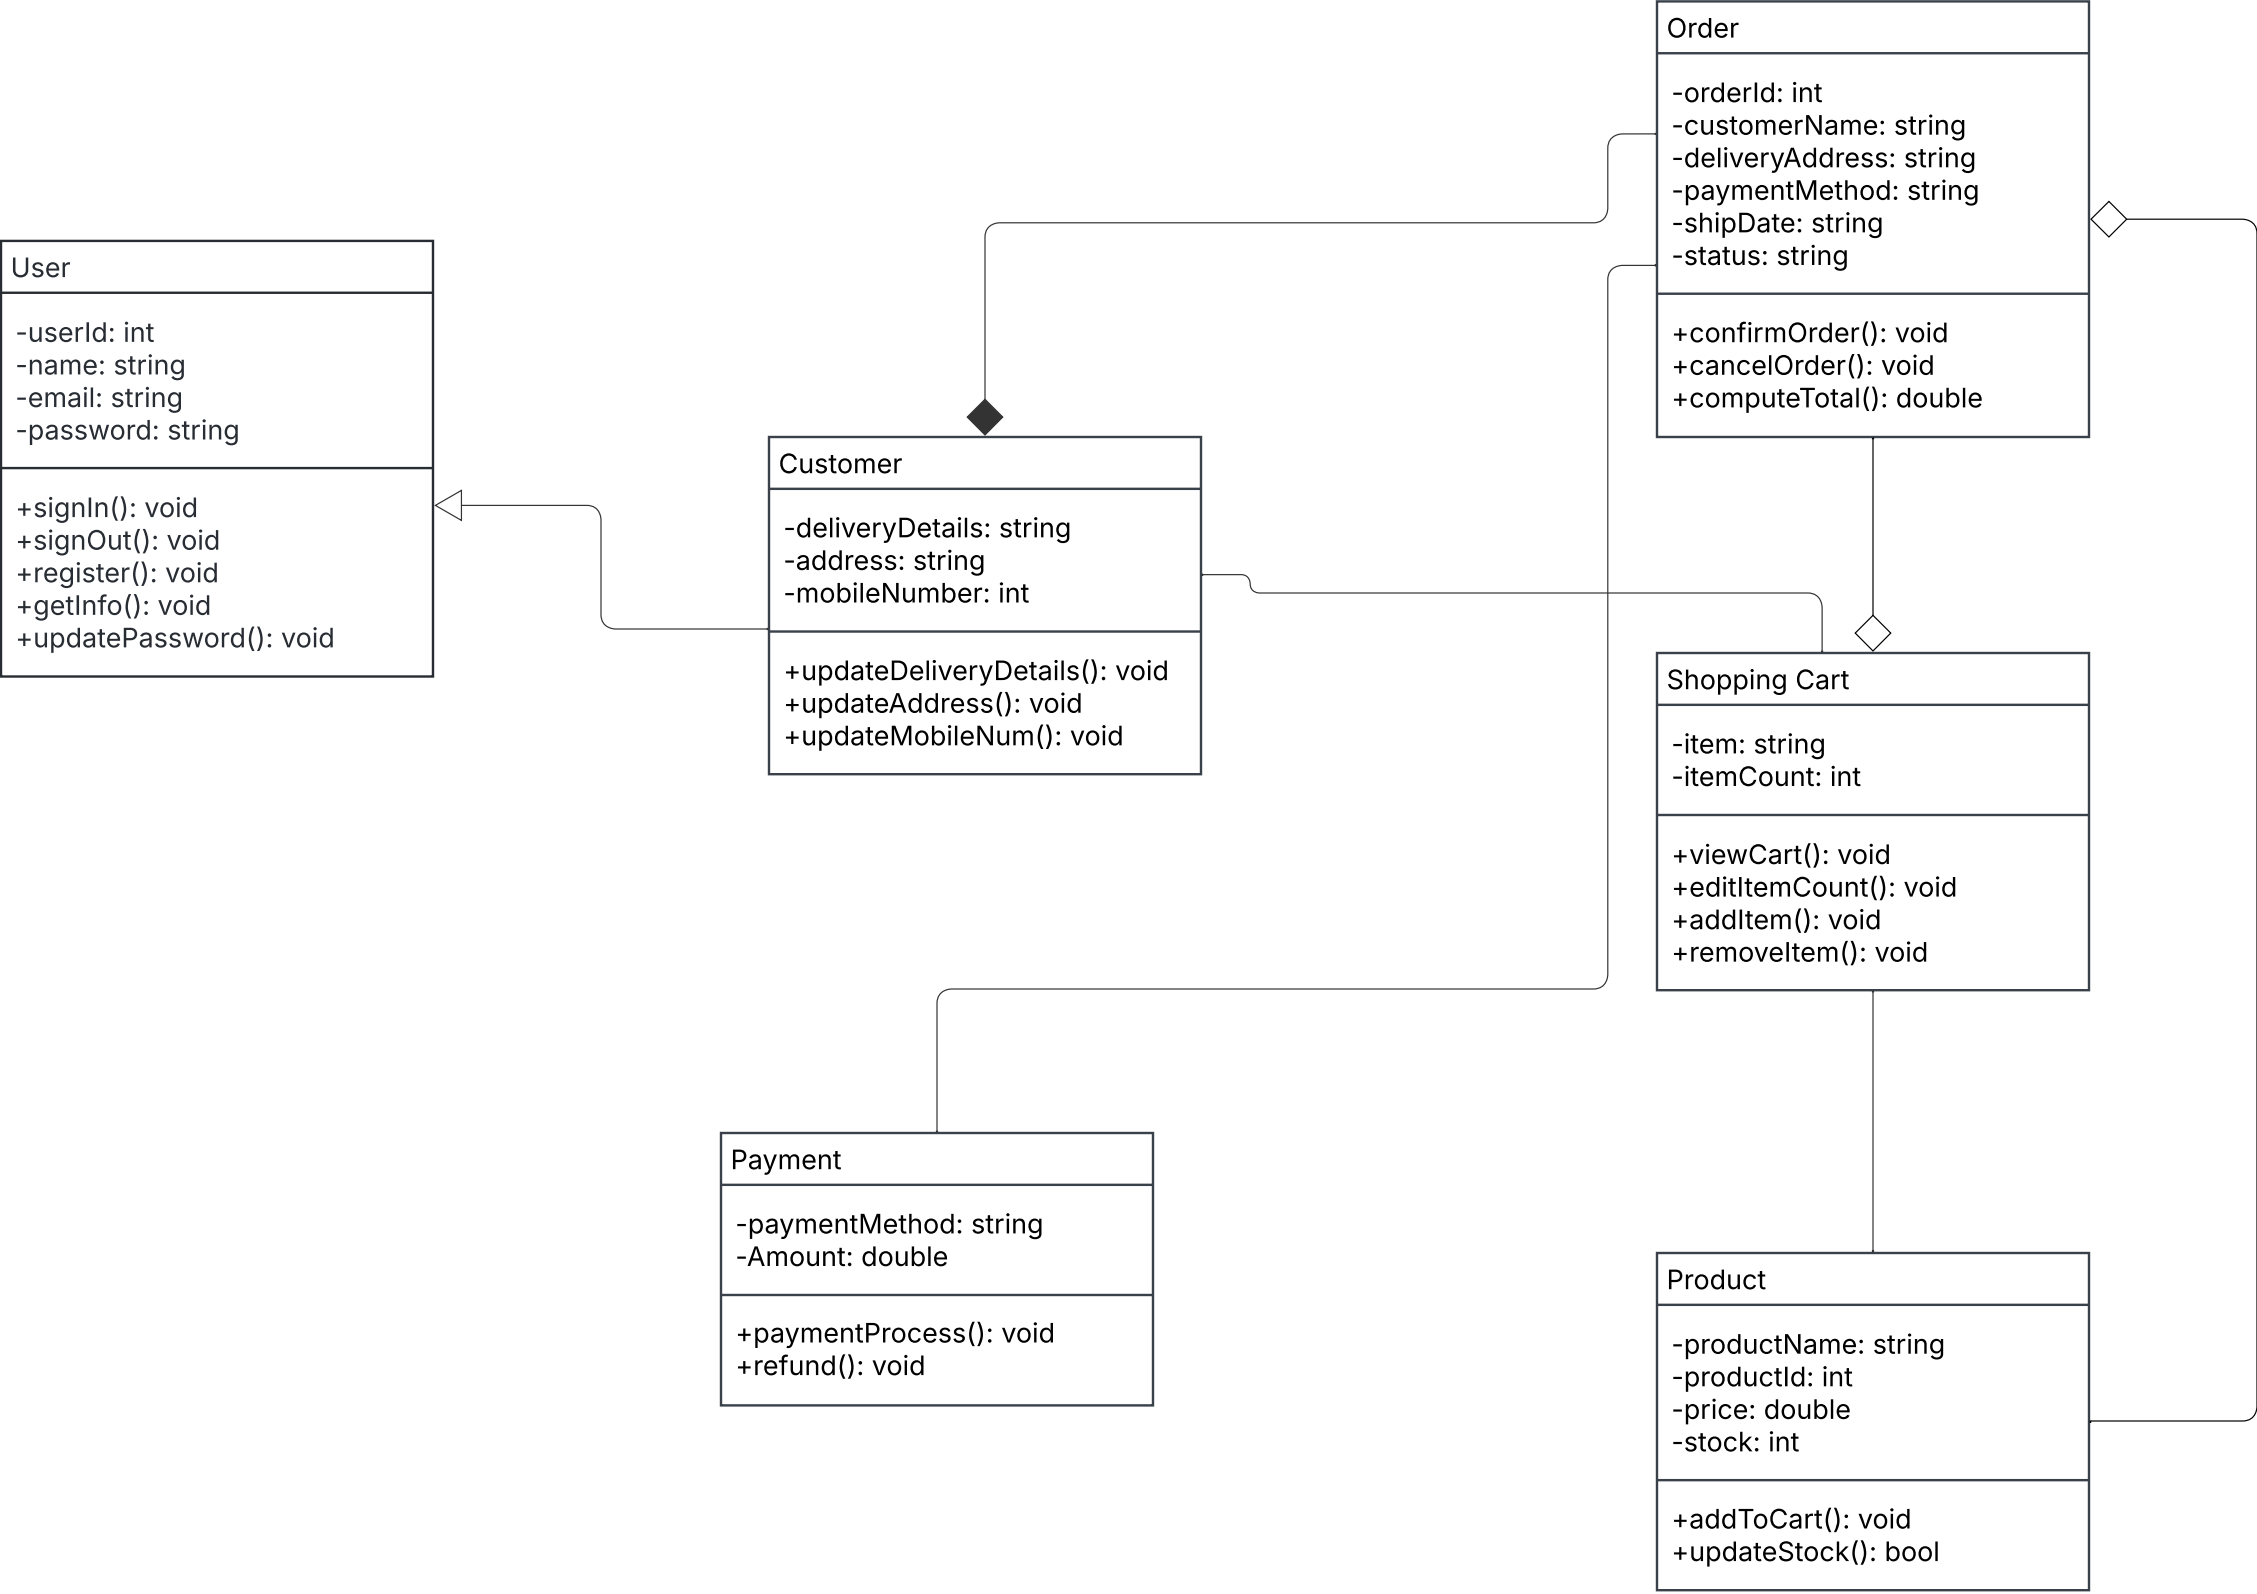 Order
-orderId: int
-customerName: string
-deliveryAddress: string
-paymentMethod: string
-shipDate: string
-status: string
+confirmOrder(): void
+cancelOrder(): void
+computeTotal(): double
User
-userId: int
-name: string
-email: string
-password: string
+signIn(): void
+signOut(): void
+register(): void
+getInfo(): void
+updatePassword(): void
Customer
-deliveryDetails: string
-address: string
-mobileNumber: int
+updateDeliveryDetails(): void
+updateAddress(): void
+updateMobileNum(): void
Shopping Cart
-item: string
-itemCount: int
+viewCart(): void
+editItemCount(): void
+addItem(): void
+removeItem(): void
Payment
-paymentMethod: string
-Amount: double
+paymentProcess(): void
+refund(): void
Product
-productName: string
-productId: int
-price: double
-stock: int
+addToCart(): void
+updateStock(): bool